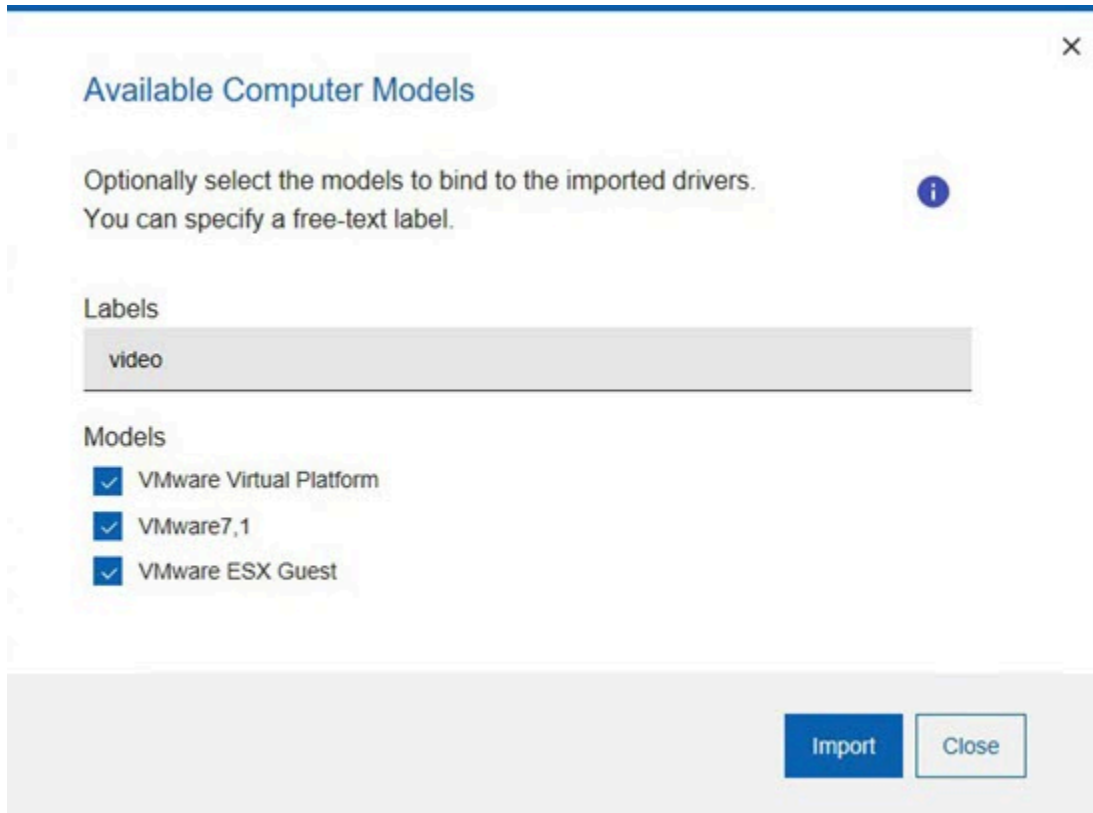 Available Computer Models
Optionally select the models to bind to the imported drivers.
You can specify a free-text label.
Labels
video
Models
VMware Virtual Platform
VMware7,1
VMware ESX Guest
Import Close